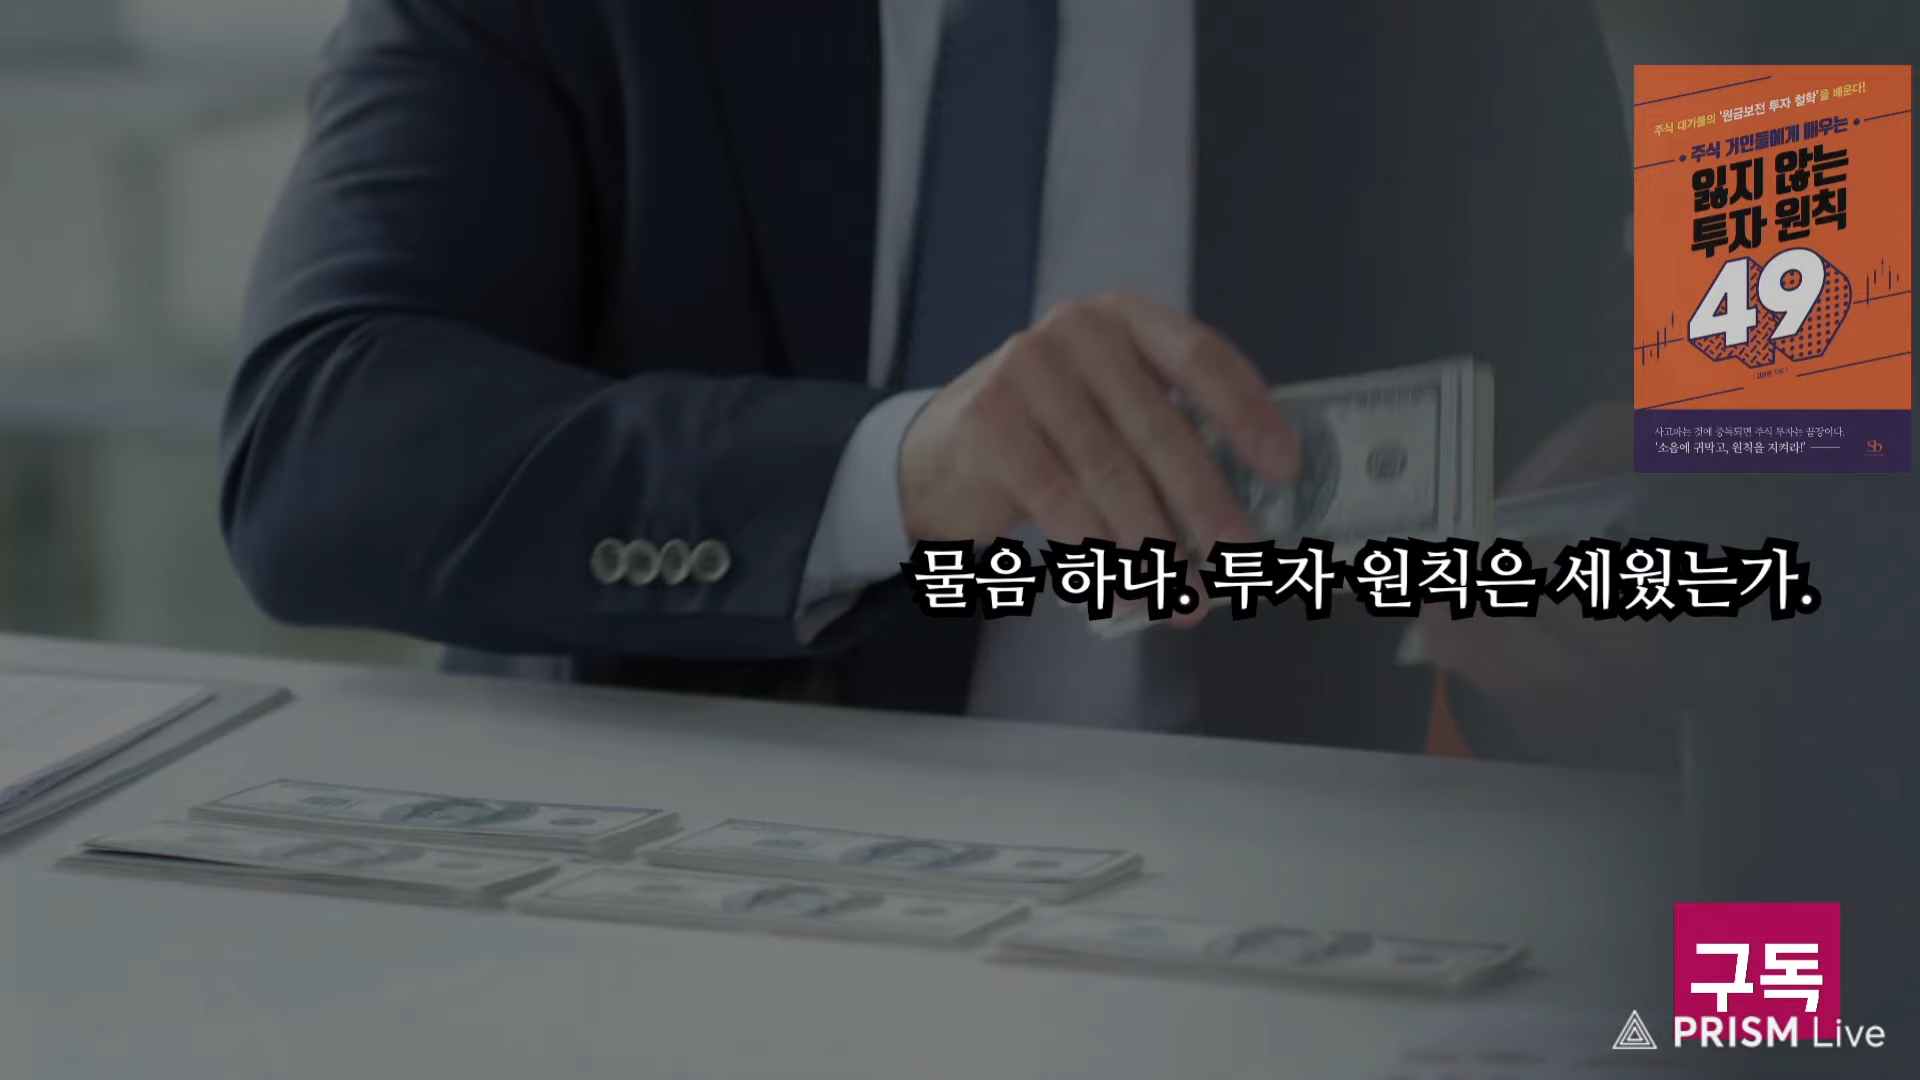 주식 대가들의 '원금보전 투자 철학'을 배운다!
주식 거인들에게 배우는
잃지 않는
투자 원칙
49
사고파는 것에 중독되면 주식 투자는 끝장이다.
'소음에 귀막고, 원칙을 지켜라!'
Sb
물음 하나. 투자 원칙은 세웠는가.
구독
PRISM Live